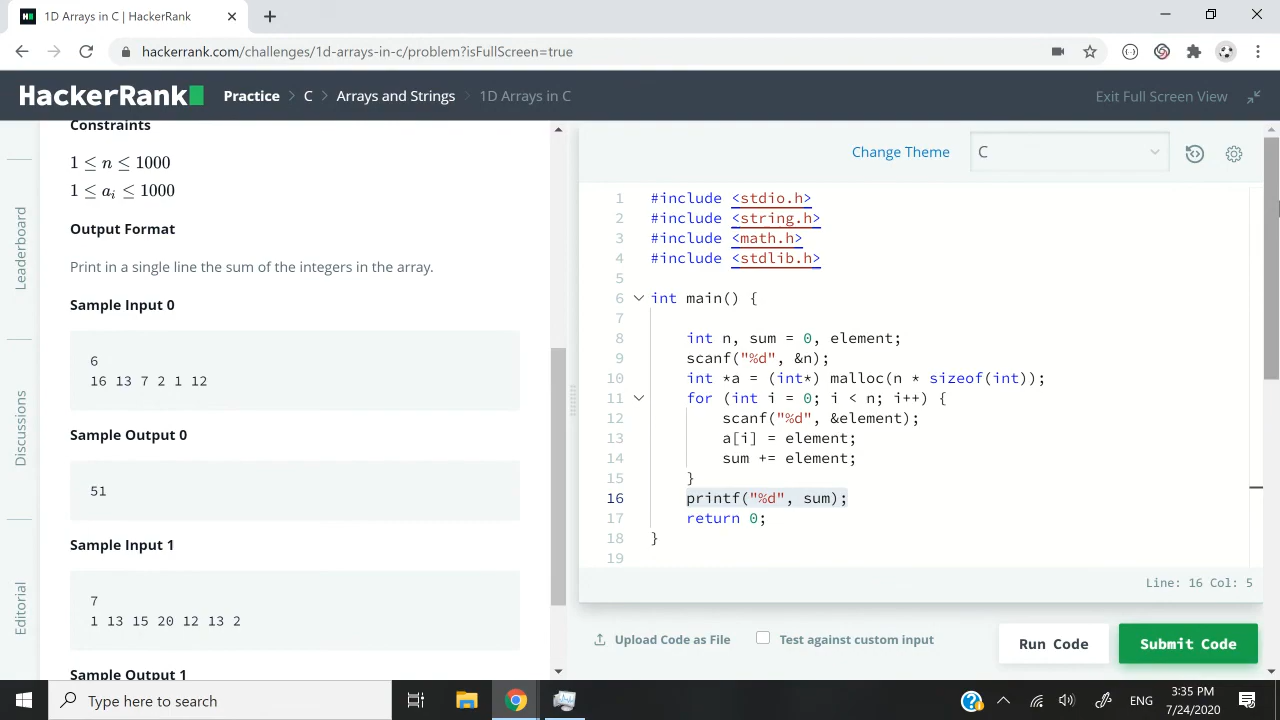 1D Arrays in C | HackerRank
hackerrank.com/challenges/1d-arrays-in-c/problem?isFullScreen=true
HackerRank
Practice > C > Arrays and Strings > 1D Arrays in C
Exit Full Screen View
Leaderboard
Discussions
Editorial
Constraints
1 ≤ n ≤ 1000
1 ≤ aᵢ ≤ 1000
Output Format
Print in a single line the sum of the integers in the array.
Sample Input 0
6
16 13 7 2 1 12
Sample Output 0
51
Sample Input 1
7
1 13 15 20 12 13 2
Sample Output 1
Change Theme
C
1 #include <stdio.h>
2 #include <string.h>
3 #include <math.h>
4 #include <stdlib.h>
5
6 int main() {
7
8     int n, sum = 0, element;
9     scanf("%d", &n);
10     int *a = (int*) malloc(n * sizeof(int));
11     for (int i = 0; i < n; i++) {
12         scanf("%d", &element);
13         a[i] = element;
14         sum += element;
15     }
16     printf("%d", sum);
17     return 0;
18 }
19
Line: 16 Col: 5
Upload Code as File
Test against custom input
Run Code
Submit Code
Type here to search
ENG
3:35 PM
7/24/2020